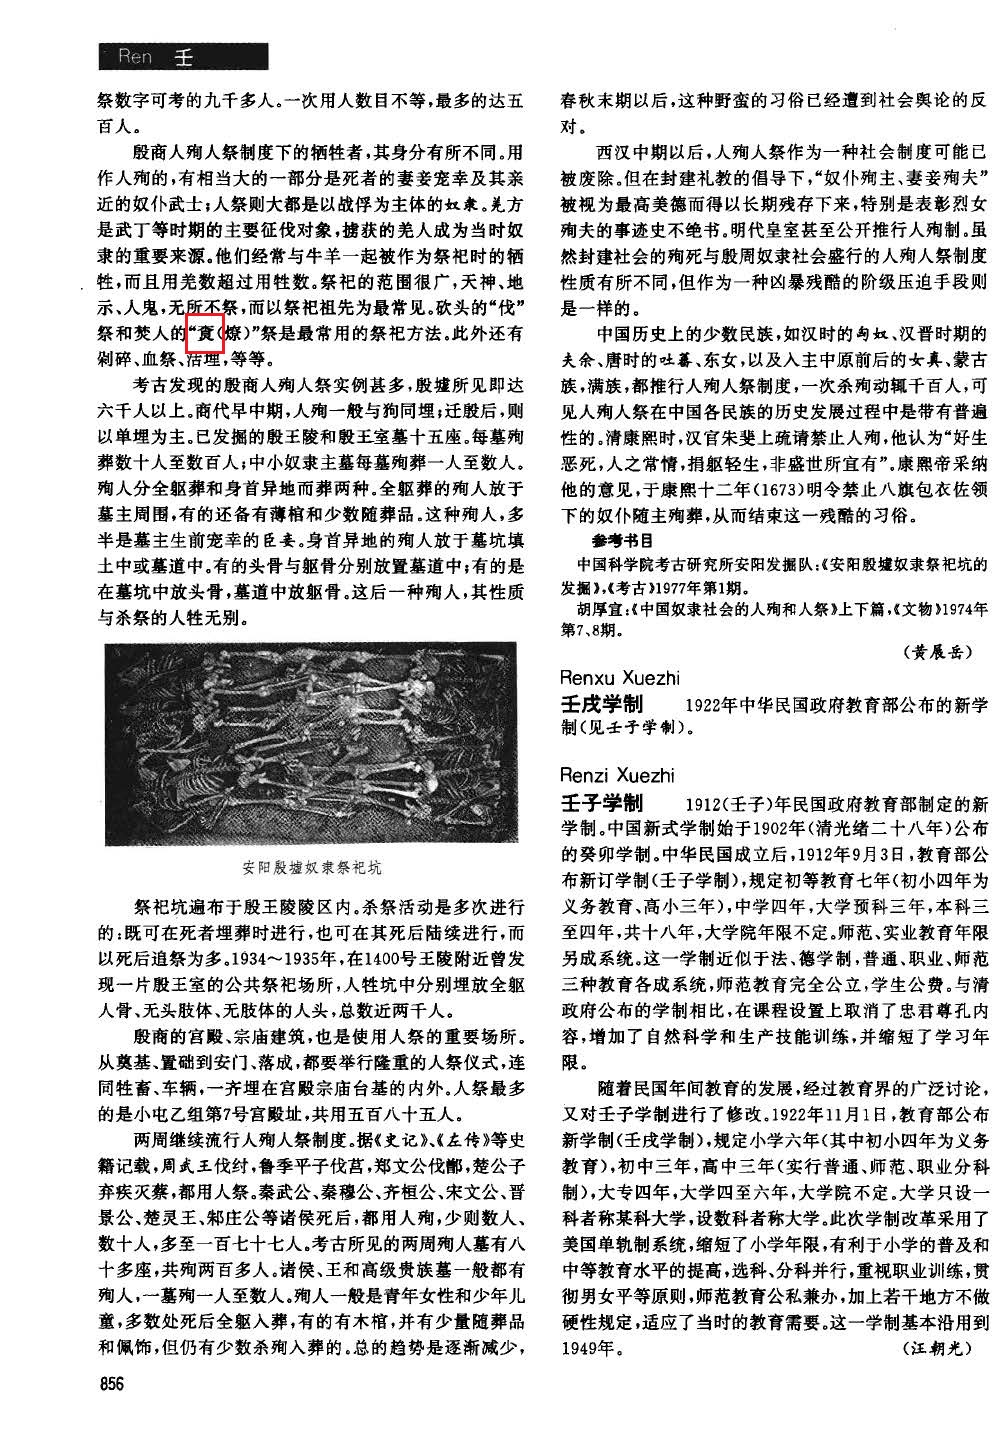 Ren 壬
祭数字可考的九千多人。一次用人数目不等，最多的达五
百人。
殷商人殉人祭制度下的牺牲者，其身分有所不同。用
作人殉的，有相当大的一部分是死者的妻妾宠幸及其亲
近的奴仆武士；人祭则大都是以战俘为主体的奴隶。羌方
是武丁等时期的主要征伐对象，掳获的羌人成为当时奴
隶的重要来源。他们经常与牛羊一起被作为祭祀时的牺
牲，而且用羌数超过用牲数。祭祀的范围很广，天神、地
示、人鬼，无所不祭，而以祭祀祖先为最常见。砍头的“伐”
祭和焚人的“𡩟（燎）”祭是最常用的祭祀方法。此外还有
剁碎、血祭、活埋，等等。
考古发现的殷商人殉人祭实例甚多，殷墟所见即达
六千人以上。商代早中期，人殉一般与狗同埋；迁殷后，则
以单埋为主。已发掘的殷王陵和殷王室墓十五座。每墓殉
葬数十人至数百人；中小奴隶主墓每墓殉葬一人至数人。
殉人分全躯葬和身首异地而葬两种。全躯葬的殉人放于
墓主周围，有的还备有薄棺和少数随葬品。这种殉人，多
半是墓主生前宠幸的臣妾。身首异地的殉人放于墓坑填
土中或墓道中。有的头骨与躯骨分别放置墓道中；有的是
在墓坑中放头骨，墓道中放躯骨。这后一种殉人，其性质
与杀祭的人牲无别。
安阳殷墟奴隶祭祀坑
祭祀坑遍布于殷王陵陵区内。杀祭活动是多次进行
的：既可在死者埋葬时进行，也可在其死后陆续进行，而
以死后追祭为多。1934～1935年，在1400号王陵附近曾发
现一片殷王室的公共祭祀场所，人牲坑中分别埋放全躯
人骨、无头肢体、无肢体的人头，总数近两千人。
殷商的宫殿、宗庙建筑，也是使用人祭的重要场所。
从奠基、置础到安门、落成，都要举行隆重的人祭仪式，连
同牲畜、车辆，一齐埋在宫殿宗庙台基的内外。人祭最多
的是小屯乙组第7号宫殿址，共用五百八十五人。
两周继续流行人殉人祭制度。据《史记》、《左传》等史
籍记载，周武王伐纣，鲁季平子伐莒，郑文公伐鄫，楚公子
弃疾灭蔡，都用人祭。秦武公、秦穆公、齐桓公、宋文公、晋
景公、楚灵王、邾庄公等诸侯死后，都用人殉，少则数人、
数十人，多至一百七十七人。考古所见的两周殉人墓有八
十多座，共殉两百多人。诸侯、王和高级贵族墓一般都有
殉人，一墓殉一人至数人。殉人一般是青年女性和少年儿
童，多数处死后全躯入葬，有的有木棺，并有少量随葬品
和佩饰，但仍有少数杀殉入葬的。总的趋势是逐渐减少，
856
春秋末期以后，这种野蛮的习俗已经遭到社会舆论的反
对。
西汉中期以后，人殉人祭作为一种社会制度可能已
被废除。但在封建礼教的倡导下，“奴仆殉主、妻妾殉夫”
被视为最高美德而得以长期残存下来，特别是表彰烈女
殉夫的事迹史不绝书。明代皇室甚至公开推行人殉制。虽
然封建社会的殉死与殷周奴隶社会盛行的人殉人祭制度
性质有所不同，但作为一种凶暴残酷的阶级压迫手段则
是一样的。
中国历史上的少数民族，如汉时的匈奴、汉晋时期的
夫余、唐时的吐蕃、东女，以及入主中原前后的女真、蒙古
族，满族，都推行人殉人祭制度，一次杀殉动辄千百人，可
见人殉人祭在中国各民族的历史发展过程中是带有普遍
性的。清康熙时，汉官朱斐上疏请禁止人殉，他认为“好生
恶死，人之常情，捐躯轻生，非盛世所宜有”。康熙帝采纳
他的意见，于康熙十二年（1673）明令禁止八旗包衣佐领
下的奴仆随主殉葬，从而结束这一残酷的习俗。
参考书目
中国科学院考古研究所安阳发掘队：《安阳殷墟奴隶祭祀坑的
发掘》，《考古》1977年第1期。
胡厚宣：《中国奴隶社会的人殉和人祭》上下篇，《文物》1974年
第7、8期。
（黄展岳）
Renxu Xuezhi
壬戌学制 1922年中华民国政府教育部公布的新学
制（见壬子学制）。
Renzi Xuezhi
壬子学制 1912（壬子）年民国政府教育部制定的新
学制。中国新式学制始于1902年（清光绪二十八年）公布
的癸卯学制。中华民国成立后，1912年9月3日，教育部公
布新订学制（壬子学制），规定初等教育七年（初小四年为
义务教育、高小三年），中学四年，大学预科三年，本科三
至四年，共十八年，大学院年限不定。师范、实业教育年限
另成系统。这一学制近似于法、德学制，普通、职业、师范
三种教育各成系统，师范教育完全公立，学生公费。与清
政府公布的学制相比，在课程设置上取消了忠君尊孔内
容，增加了自然科学和生产技能训练，并缩短了学习年
限。
随着民国年间教育的发展，经过教育界的广泛讨论，
又对壬子学制进行了修改。1922年11月1日，教育部公布
新学制（壬戌学制），规定小学六年（其中初小四年为义务
教育），初中三年，高中三年（实行普通、师范、职业分科
制），大专四年，大学四至六年，大学院不定。大学只设一
科者称某科大学，设数科者称大学。此次学制改革采用了
美国单轨制系统，缩短了小学年限，有利于小学的普及和
中等教育水平的提高，选科、分科并行，重视职业训练，贯
彻男女平等原则，师范教育公私兼办，加上若干地方不做
硬性规定，适应了当时的教育需要。这一学制基本沿用到
1949年。 （汪朝光）